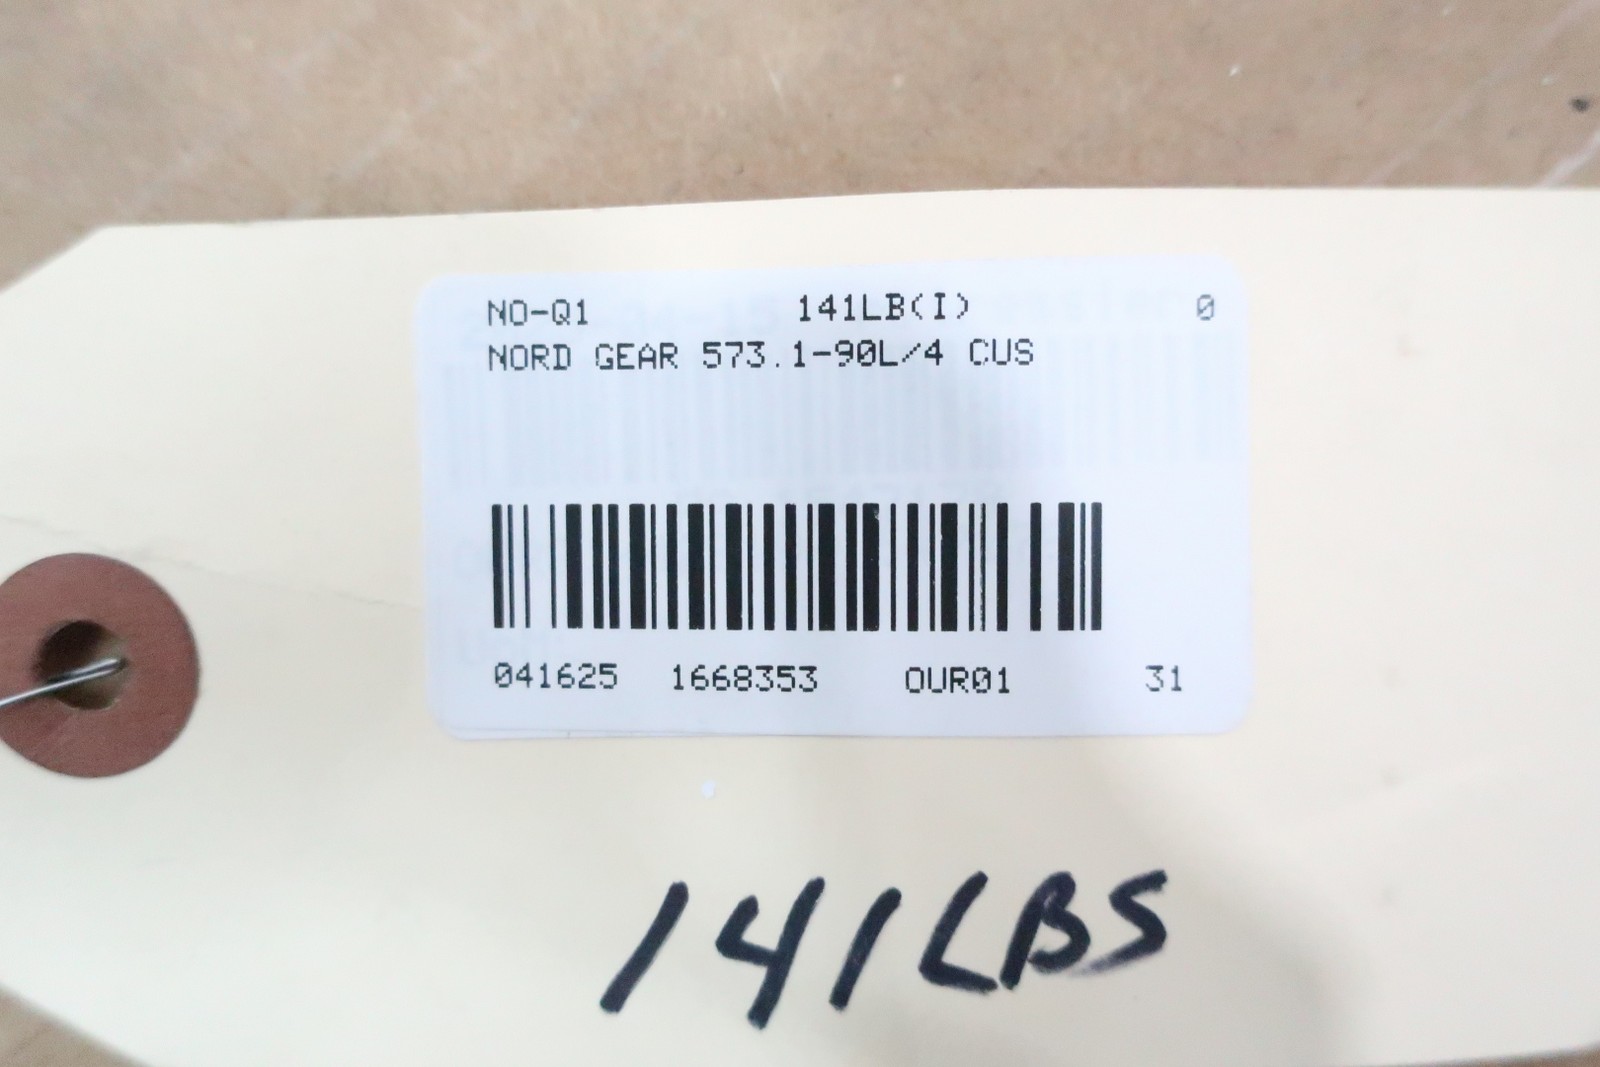 NO-Q1 141LB(I) 0
NORD GEAR 573.1-90L/4 CUS
041625 1668353 OUR01 31
141LBS